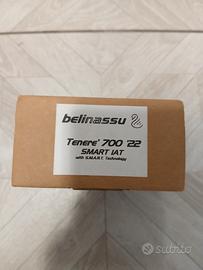 belinassu
Tenere' 700 '22
SMART IAT
with S.M.A.R.T. Technology
subito